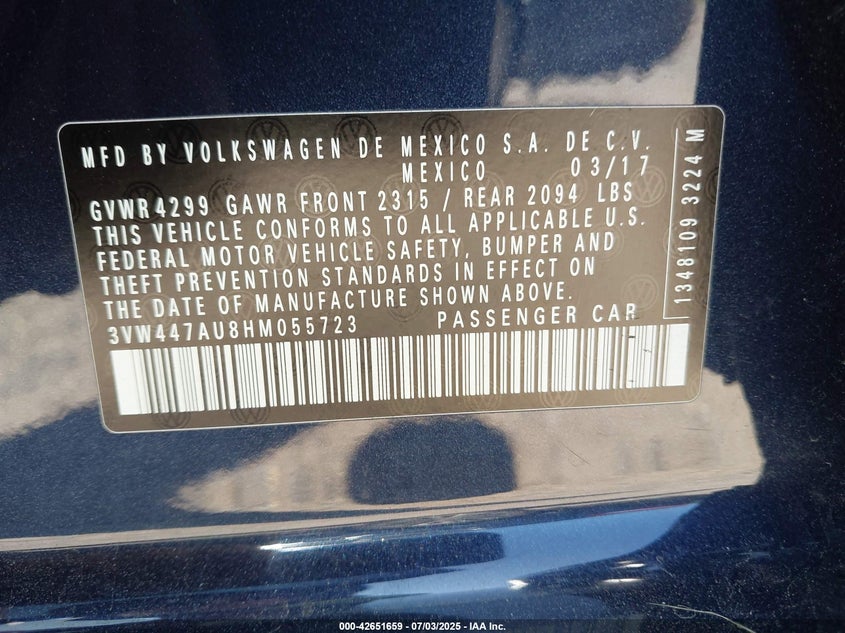 MFD BY VOLKSWAGEN DE MEXICO S.A. DE C.V.
MEXICO 03/17
GVWR4299 GAWR FRONT 2315 / REAR 2094 LBS
THIS VEHICLE CONFORMS TO ALL APPLICABLE U.S.
FEDERAL MOTOR VEHICLE SAFETY, BUMPER AND
THEFT PREVENTION STANDARDS IN EFFECT ON
THE DATE OF MANUFACTURE SHOWN ABOVE.
3VW447AU8HM055723 PASSENGER CAR
1348109 3224 M
000-42651659 - 07/03/2025 - IAA Inc.